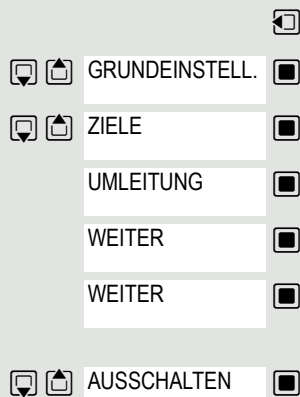 GRUNDEINSTELL.
ZIELE
UMLEITUNG
WEITER
WEITER
AUSSCHALTEN